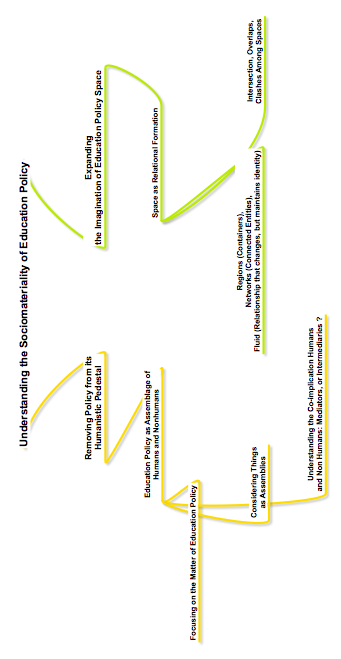 Understanding the Sociomateriality of Education Policy
Removing Policy from its
Humanistic Pedestal
Education Policy as Assemblage of
Humans and Nonhumans
Focusing on the Matter of Education Policy
Considering Things
as Assemblies
Understanding the Co-implication Humans
and Non Humans: Mediators, or Intermediaries ?
Expanding
the Imagination of Education Policy Space
Space as Relational Formation
Regions (Containers),
Networks (Connected Entities),
Fluid (Relationship that changes, but maintains identity)
Intersection, Overlaps,
Clashes Among Spaces